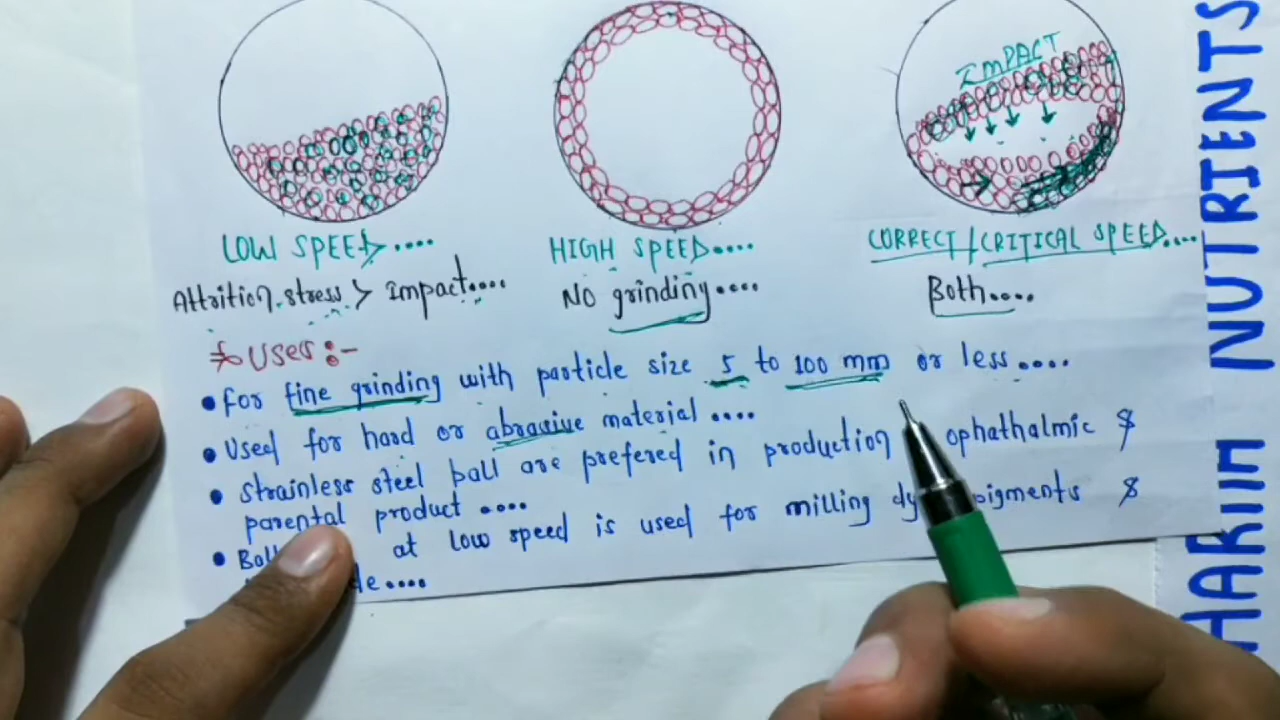 IMPACT
LOW SPEED....
HIGH SPEED....
CORRECT/CRITICAL SPEED....
Attrition stress > Impact....
No grinding....
Both....
* Uses :-
• For fine grinding with particle size 5 to 100 mm or less....
• Used for hard or abrasive material....
• Strainless steel ball are prefered in production ophathalmic &
parental product....
• at low speed is used for milling pigments &
HARIIM NUTRIENTS